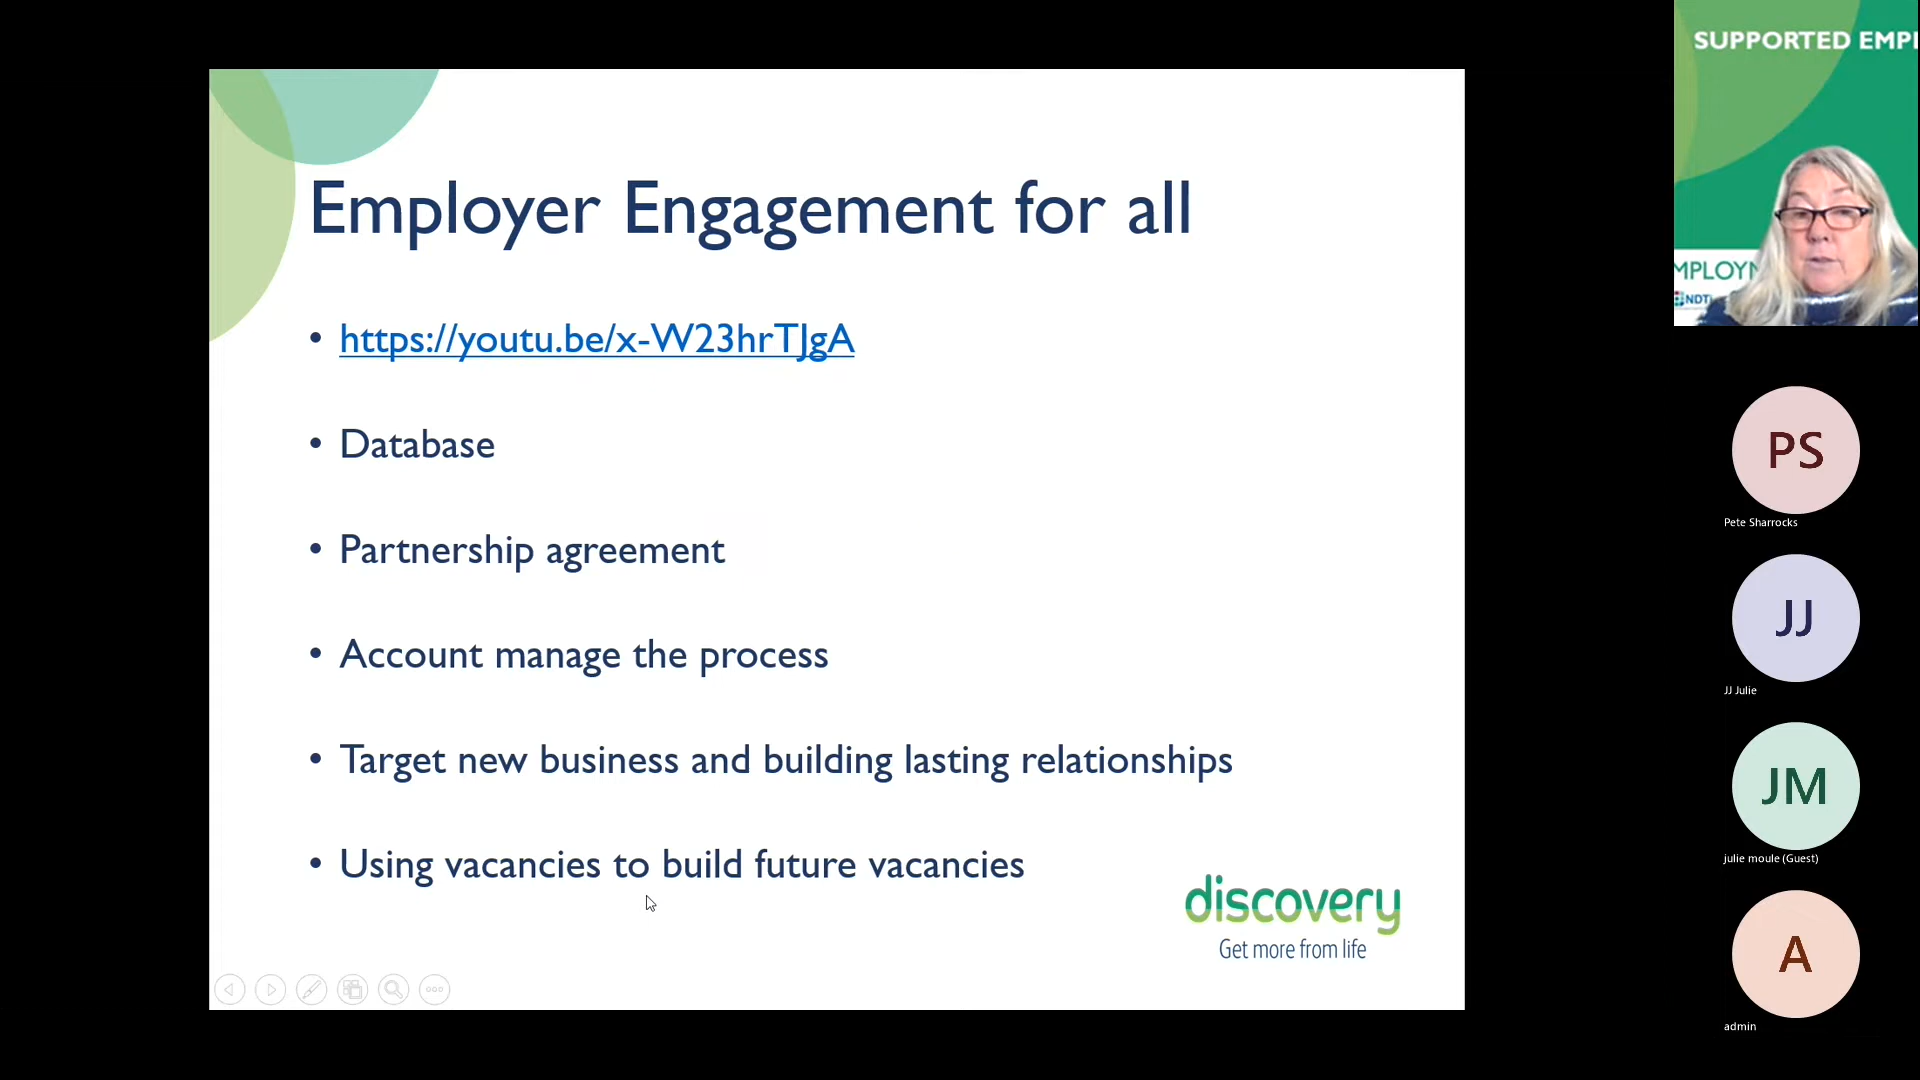 Employer Engagement for all
• https://youtu.be/x-W23hrTJgA
• Database
• Partnership agreement
• Account manage the process
• Target new business and building lasting relationships
• Using vacancies to build future vacancies
discovery
Get more from life
SUPPORTED EMPL
MPLOYN
NDTi
PS
Pete Sharrocks
JJ
JJ Julie
JM
julie moule (Guest)
A
admin